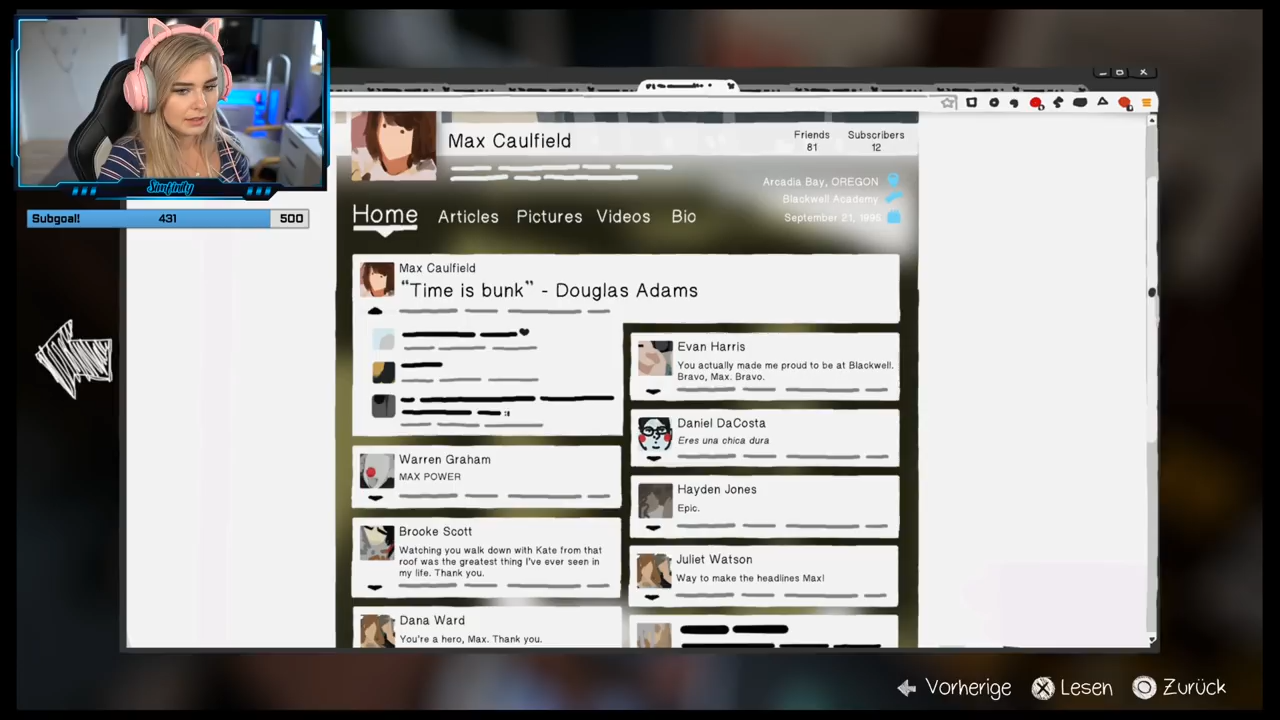 Max Caulfield
Friends
81
Subscribers
12
Arcadia Bay, OREGON
Blackwell Academy
September 21, 1995
Simfinity
Subgoal!
431
500
Home
Articles
Pictures
Videos
Bio
Max Caulfield
“Time is bunk” - Douglas Adams
Evan Harris
You actually made me proud to be at Blackwell.
Bravo, Max. Bravo.
Daniel DaCosta
Eres una chica dura
Warren Graham
MAX POWER
Hayden Jones
Epic.
Brooke Scott
Watching you walk down with Kate from that
roof was the greatest thing I've ever seen in
my life. Thank you.
Juliet Watson
Way to make the headlines Max!
Dana Ward
You're a hero, Max. Thank you.
Vorherige
Lesen
Zurück